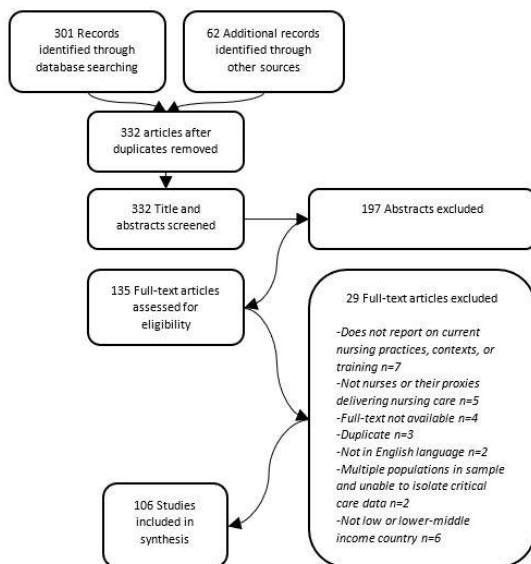 301 Records
identified through
database searching
62 Additional records
identified through
other sources
332 articles after
duplicates removed
332 Title and
abstracts screened
197 Abstracts excluded
135 Full-text articles
assessed for
eligibility
29 Full-text articles excluded
-Does not report on current
nursing practices, contexts, or
training n=7
-Not nurses or their proxies
delivering nursing care n=5
-Full-text not available n=4
-Duplicate n=3
-Not in English language n=2
-Multiple populations in sample
and unable to isolate critical
care data n=2
-Not low or lower-middle
income country n=6
106 Studies
included in
synthesis